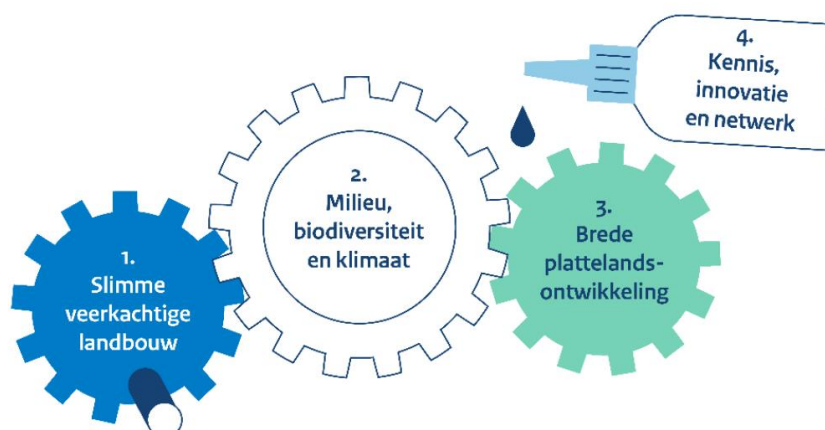 1.
Slimme
veerkachtige
landbouw
2.
Milieu,
biodiversiteit
en klimaat
3.
Brede
plattelands-
ontwikkeling
4.
Kennis,
innovatie
en netwerk